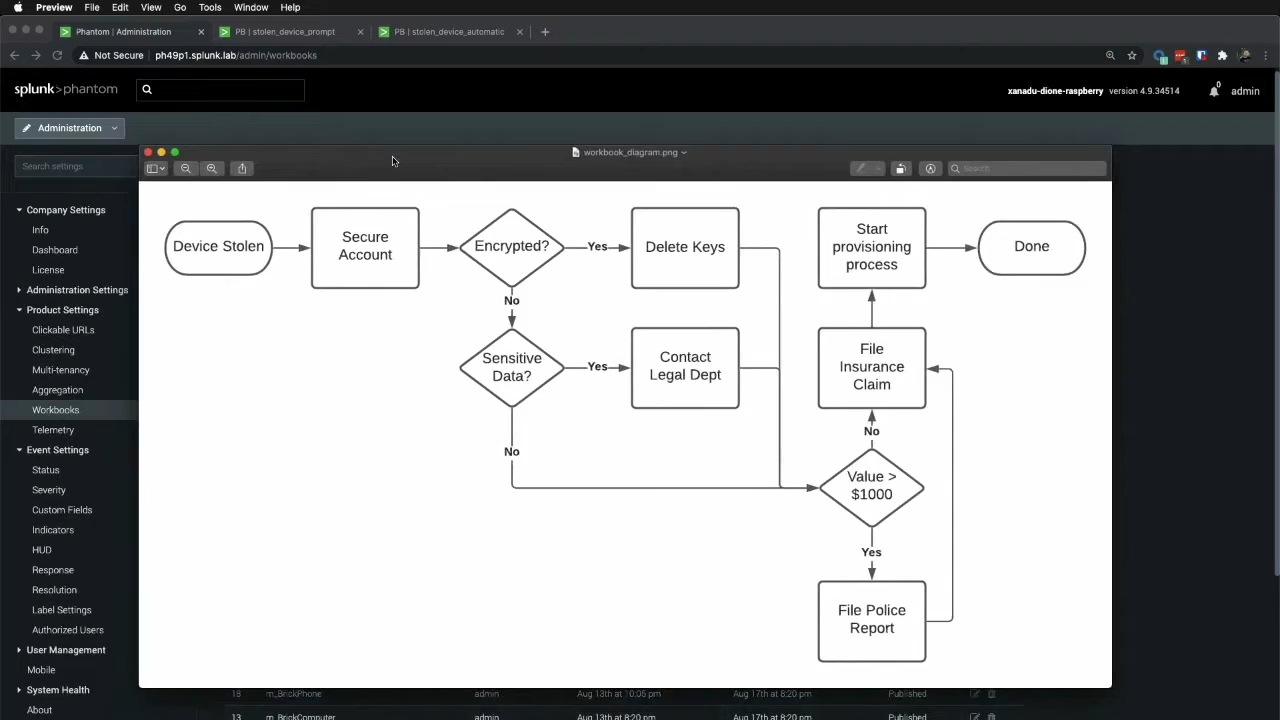 Preview File Edit View Go Tools Window Help
Phantom | Administration
PB | stolen_device_prompt
PB | stolen_device_automatic
Not Secure
ph49p1.splunk.lab/admin/workbooks
splunk>phantom
xanadu-dione-raspberry version 4.9.34514
0
admin
Administration
Search settings
Company Settings
Info
Dashboard
License
Administration Settings
Product Settings
Clickable URLs
Clustering
Multi-tenancy
Aggregation
Workbooks
Telemetry
Event Settings
Status
Severity
Custom Fields
Indicators
HUD
Response
Resolution
Label Settings
Authorized Users
User Management
Mobile
System Health
About
workbook_diagram.png
Search
Device Stolen
Secure
Account
Encrypted?
Yes
Delete Keys
Start
provisioning
process
Done
No
Sensitive
Data?
Yes
Contact
Legal Dept
File
Insurance
Claim
No
No
Value >
$1000
Yes
File Police
Report
18 m_BrickPhone admin Aug 13th at 10:05 pm Aug 17th at 8:20 pm Published
13 m_BrickComputer admin Aug 13th at 8:20 pm Aug 17th at 8:20 pm Published